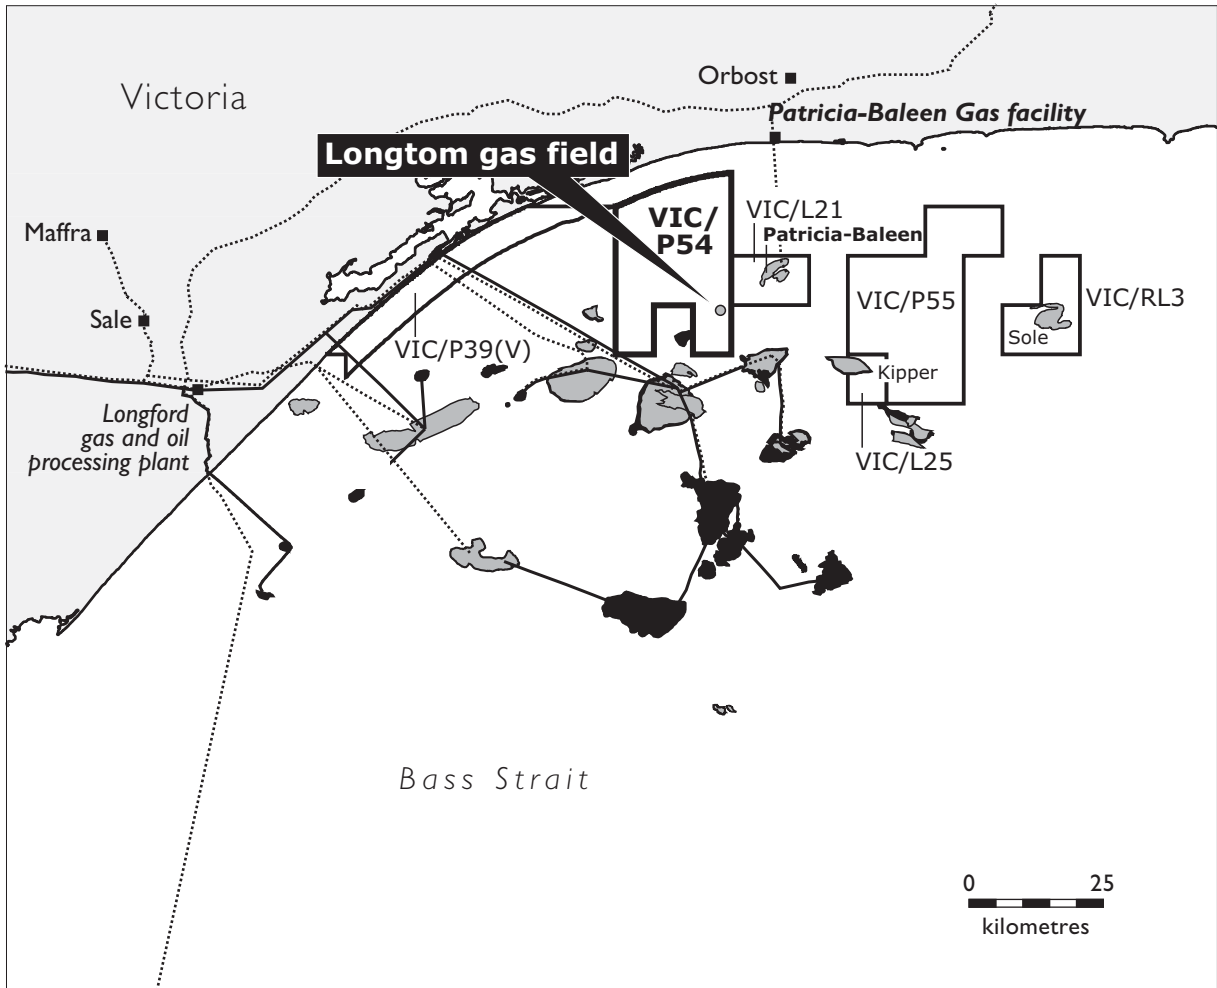 Orbost
Victoria
Patricia-Baleen Gas facility
Longtom gas field
VIC/
P54
VIC/L21
Patricia-Baleen
Maffra
Sale
VIC/P55
VIC/RL3
Sole
VIC/P39(V)
Kipper
Longford
gas and oil
processing plant
VIC/L25
Bass Strait
0 25
kilometres